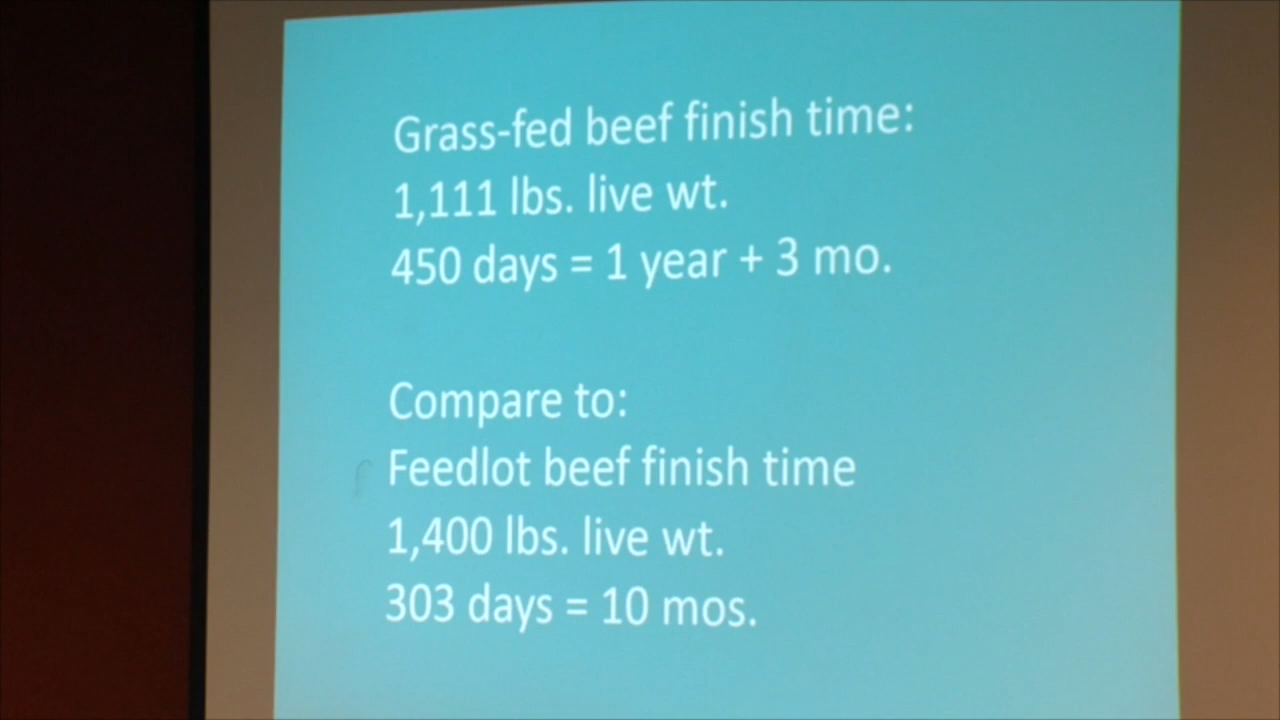 Grass-fed beef finish time:
1,111 lbs. live wt.
450 days = 1 year + 3 mo.
Compare to:
Feedlot beef finish time
1,400 lbs. live wt.
303 days = 10 mos.